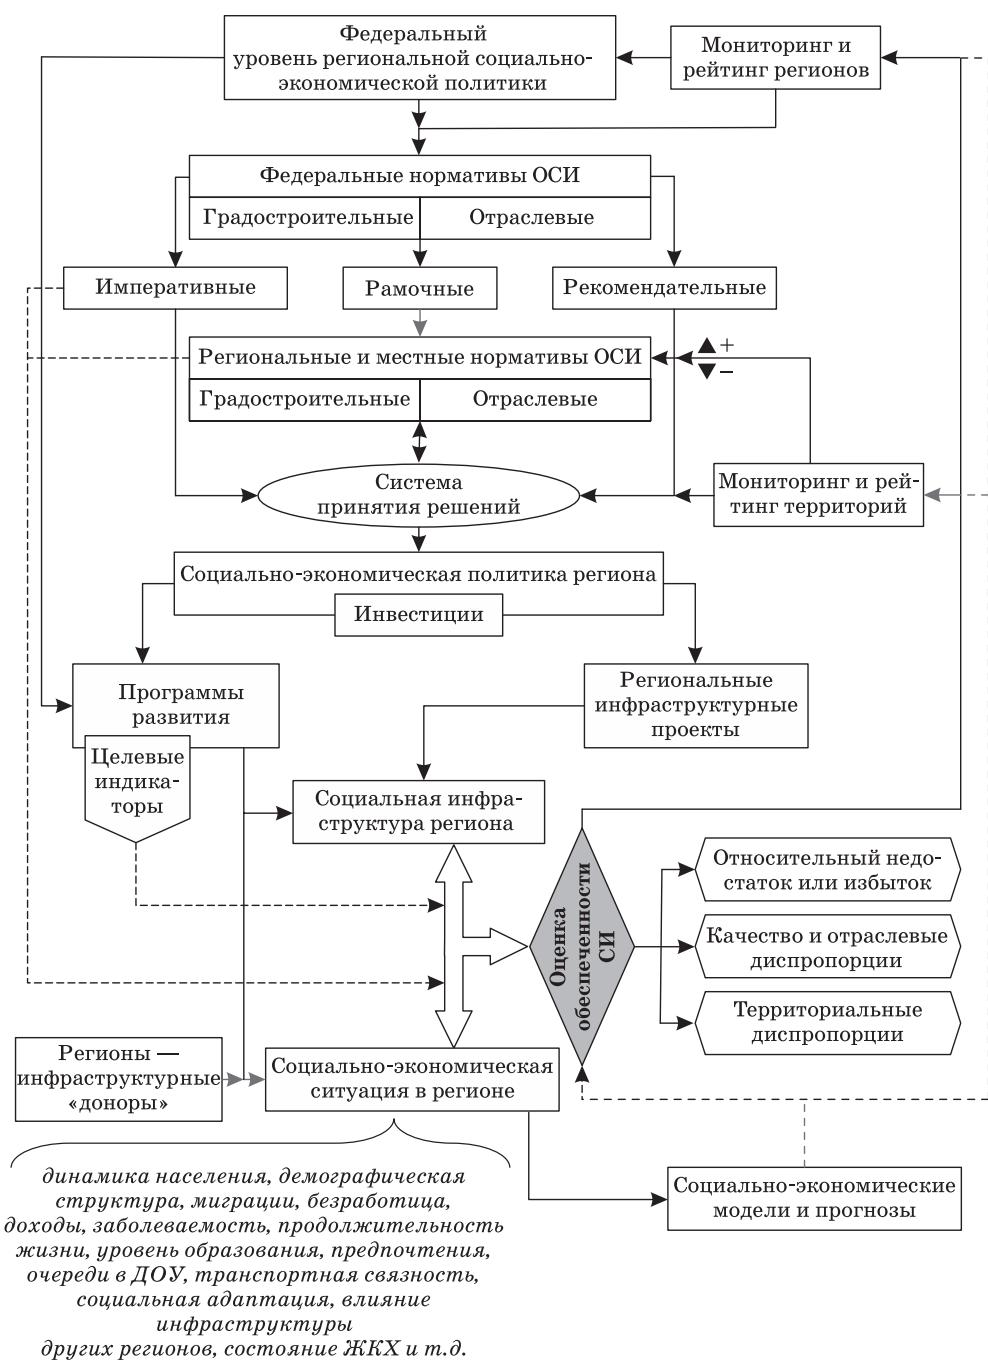 Федеральный
уровень региональной социально-
экономической политики
Мониторинг и
рейтинг регионов
Федеральные нормативы ОСИ
Градостроительные
Отраслевые
Императивные
Рамочные
Рекомендательные
Региональные и местные нормативы ОСИ
▲ +
▼ –
Градостроительные
Отраслевые
Система
принятия решений
Мониторинг и рей-
тинг территорий
Социально-экономическая политика региона
Инвестиции
Программы
развития
Региональные
инфраструктурные
проекты
Целевые
индика-
торы
Социальная инфра-
структура региона
Оценка
обеспеченности
СИ
Относительный недо-
статок или избыток
Качество и отраслевые
диспропорции
Территориальные
диспропорции
Регионы —
инфраструктурные
«доноры»
Социально-экономическая
ситуация в регионе
динамика населения, демографическая
структура, миграции, безработица,
доходы, заболеваемость, продолжительность
жизни, уровень образования, предпочтения,
очереди в ДОУ, транспортная связность,
социальная адаптация, влияние
инфраструктуры
других регионов, состояние ЖКХ и т.д.
Социально-экономические
модели и прогнозы